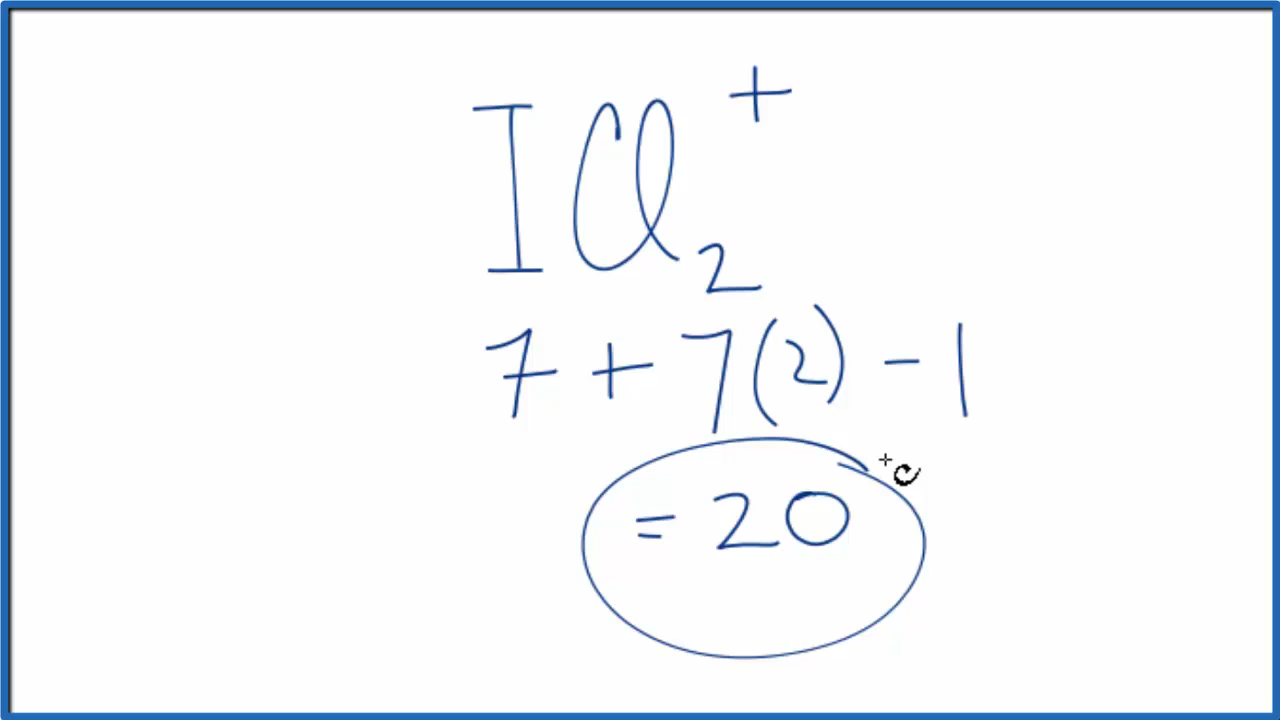 ICl₂⁺
7 + 7(2) - 1
= 20